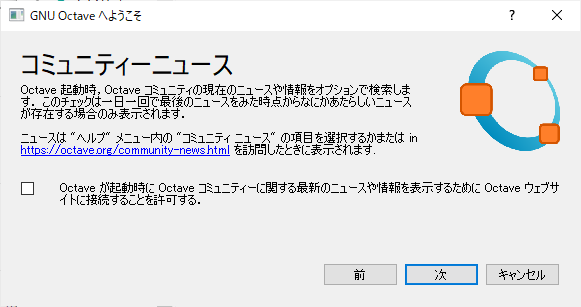 GNU Octave へようこそ
コミュニティーニュース
Octave 起動時, Octave コミュニティの現在のニュースや情報をオプションで検索しま
す. このチェックは一日一回で最後のニュースをみた時点からなにかあたらしいニュース
が存在する場合のみ表示されます.
ニュースは "ヘルプ" メニュー内の "コミュニティ ニュース" の項目を選択するかまたは in
https://octave.org/community-news.html を訪問したときに表示されます.
Octave が起動時に Octave コミュニティーに関する最新のニュースや情報を表示するために Octave ウェブサ
イトに接続することを許可する.
前
次
キャンセル